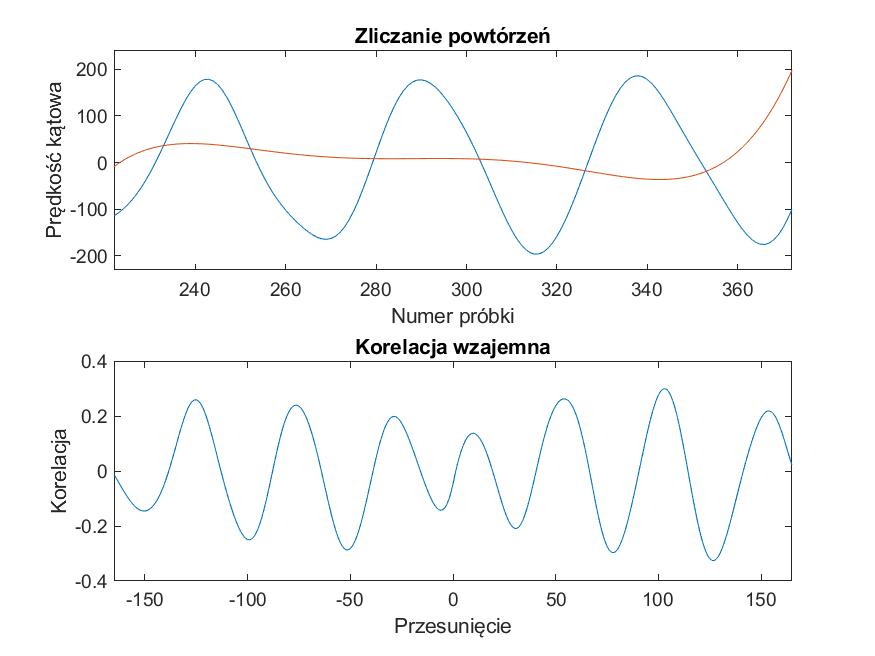 Zliczanie powtórzeń
200
100
0
-100
-200
Prędkość kątowa
240 260 280 300 320 340 360
Numer próbki
Korelacja wzajemna
0.4
0.2
0
-0.2
-0.4
Korelacja
-150 -100 -50 0 50 100 150
Przesunięcie